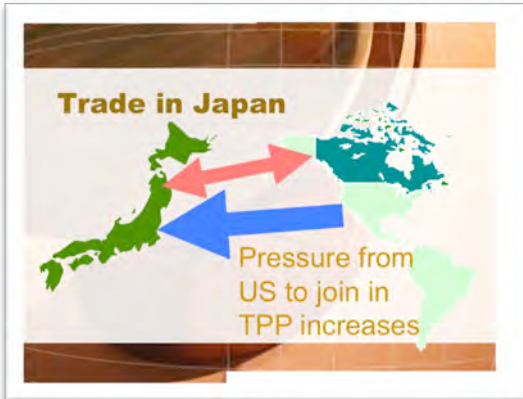 Trade in Japan
Pressure from
US to join in
TPP increases